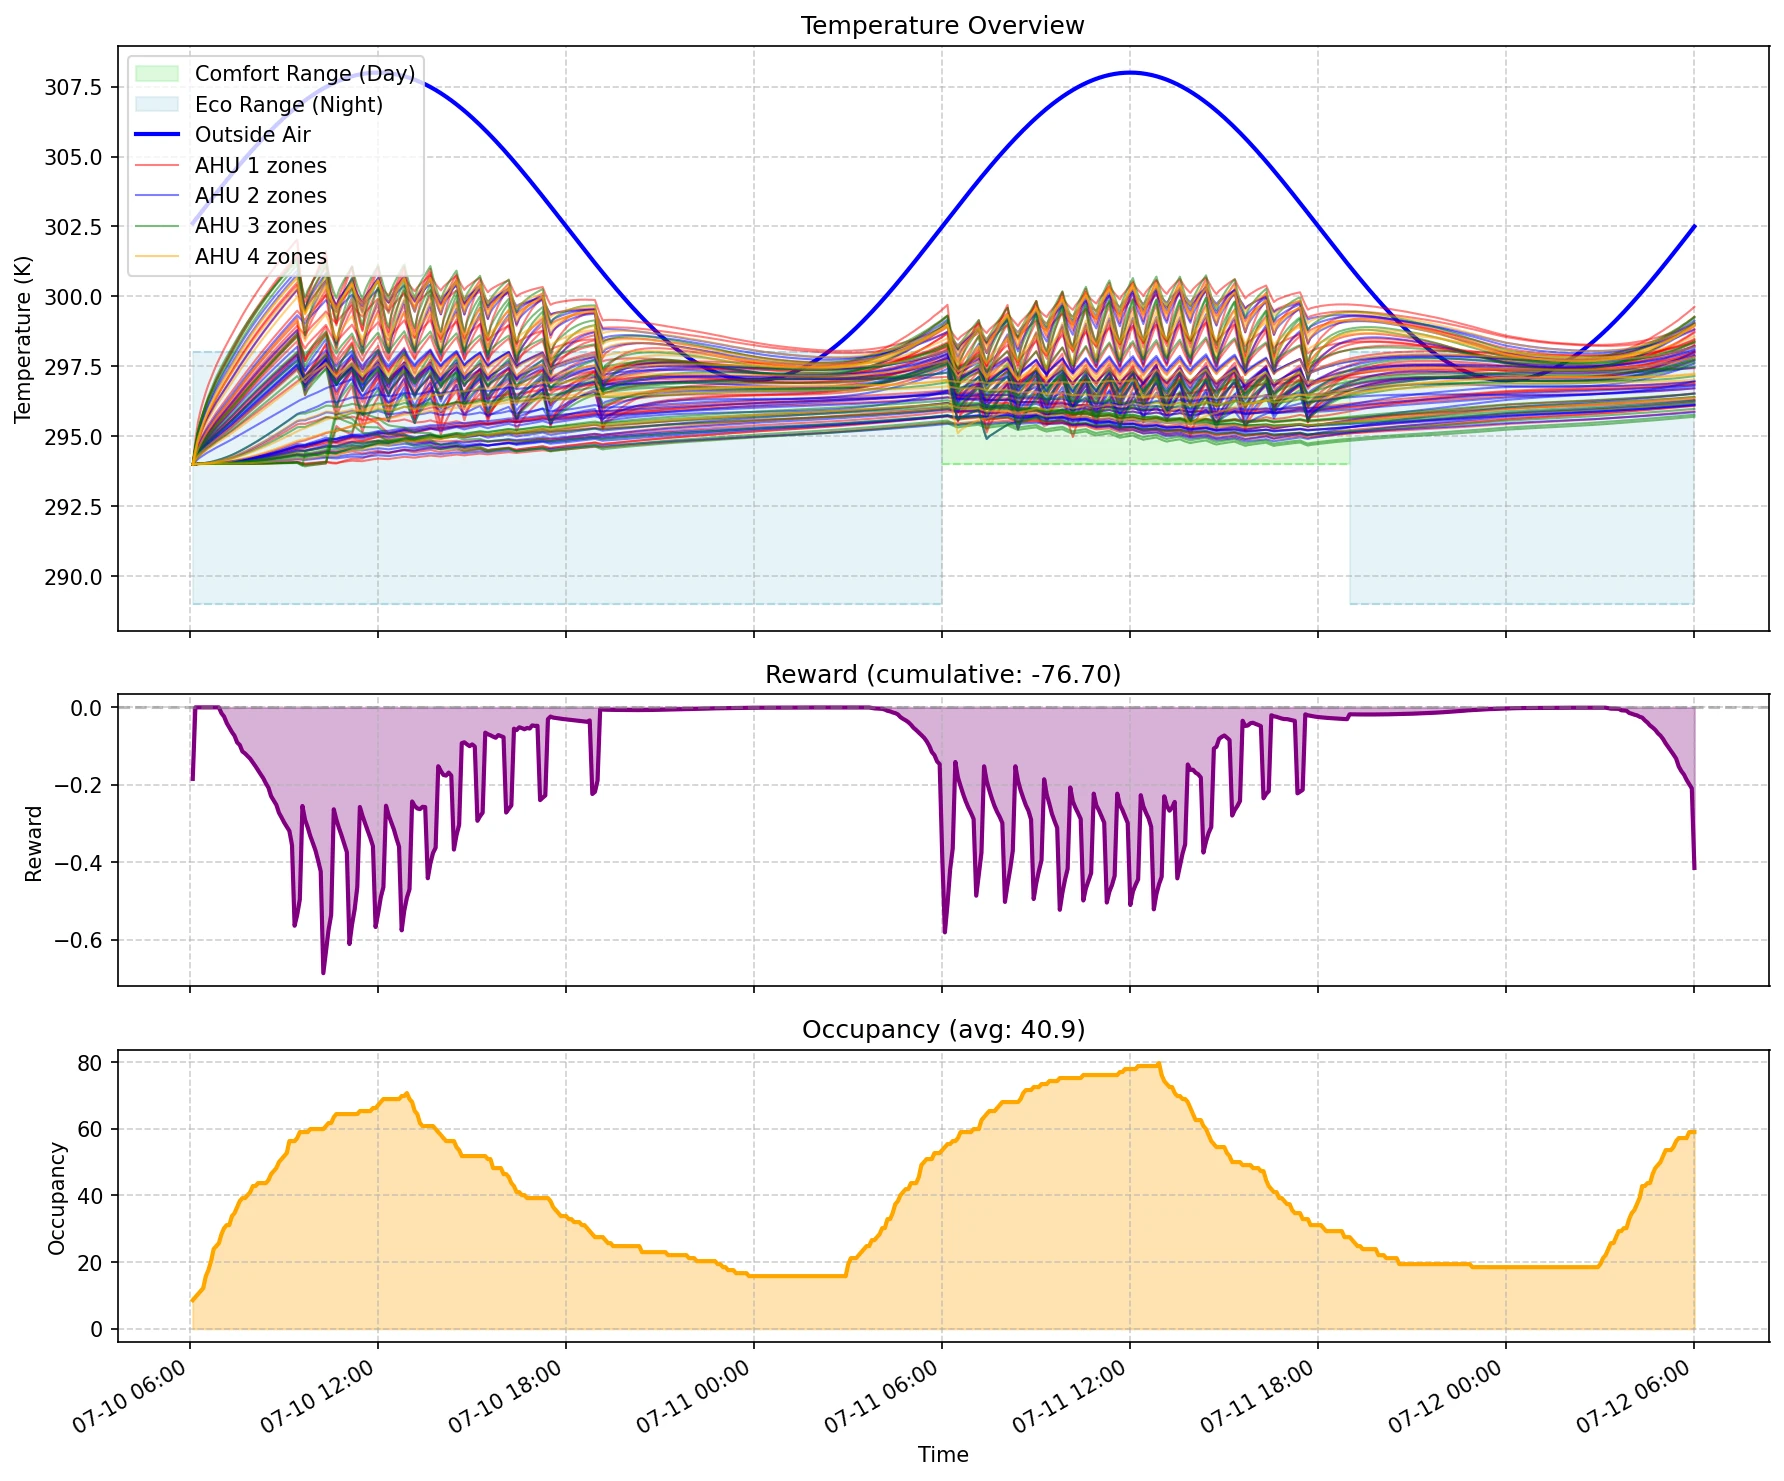 Temperature Overview
Comfort Range (Day)
Eco Range (Night)
Outside Air
AHU 1 zones
AHU 2 zones
AHU 3 zones
AHU 4 zones
307.5
305.0
302.5
300.0
297.5
295.0
292.5
290.0
Temperature (K)
Reward (cumulative: -76.70)
0.0
−0.2
−0.4
−0.6
Reward
Occupancy (avg: 40.9)
80
60
40
20
0
Occupancy
07-10 06:00
07-10 12:00
07-10 18:00
07-11 00:00
07-11 06:00
07-11 12:00
07-11 18:00
07-12 00:00
07-12 06:00
Time